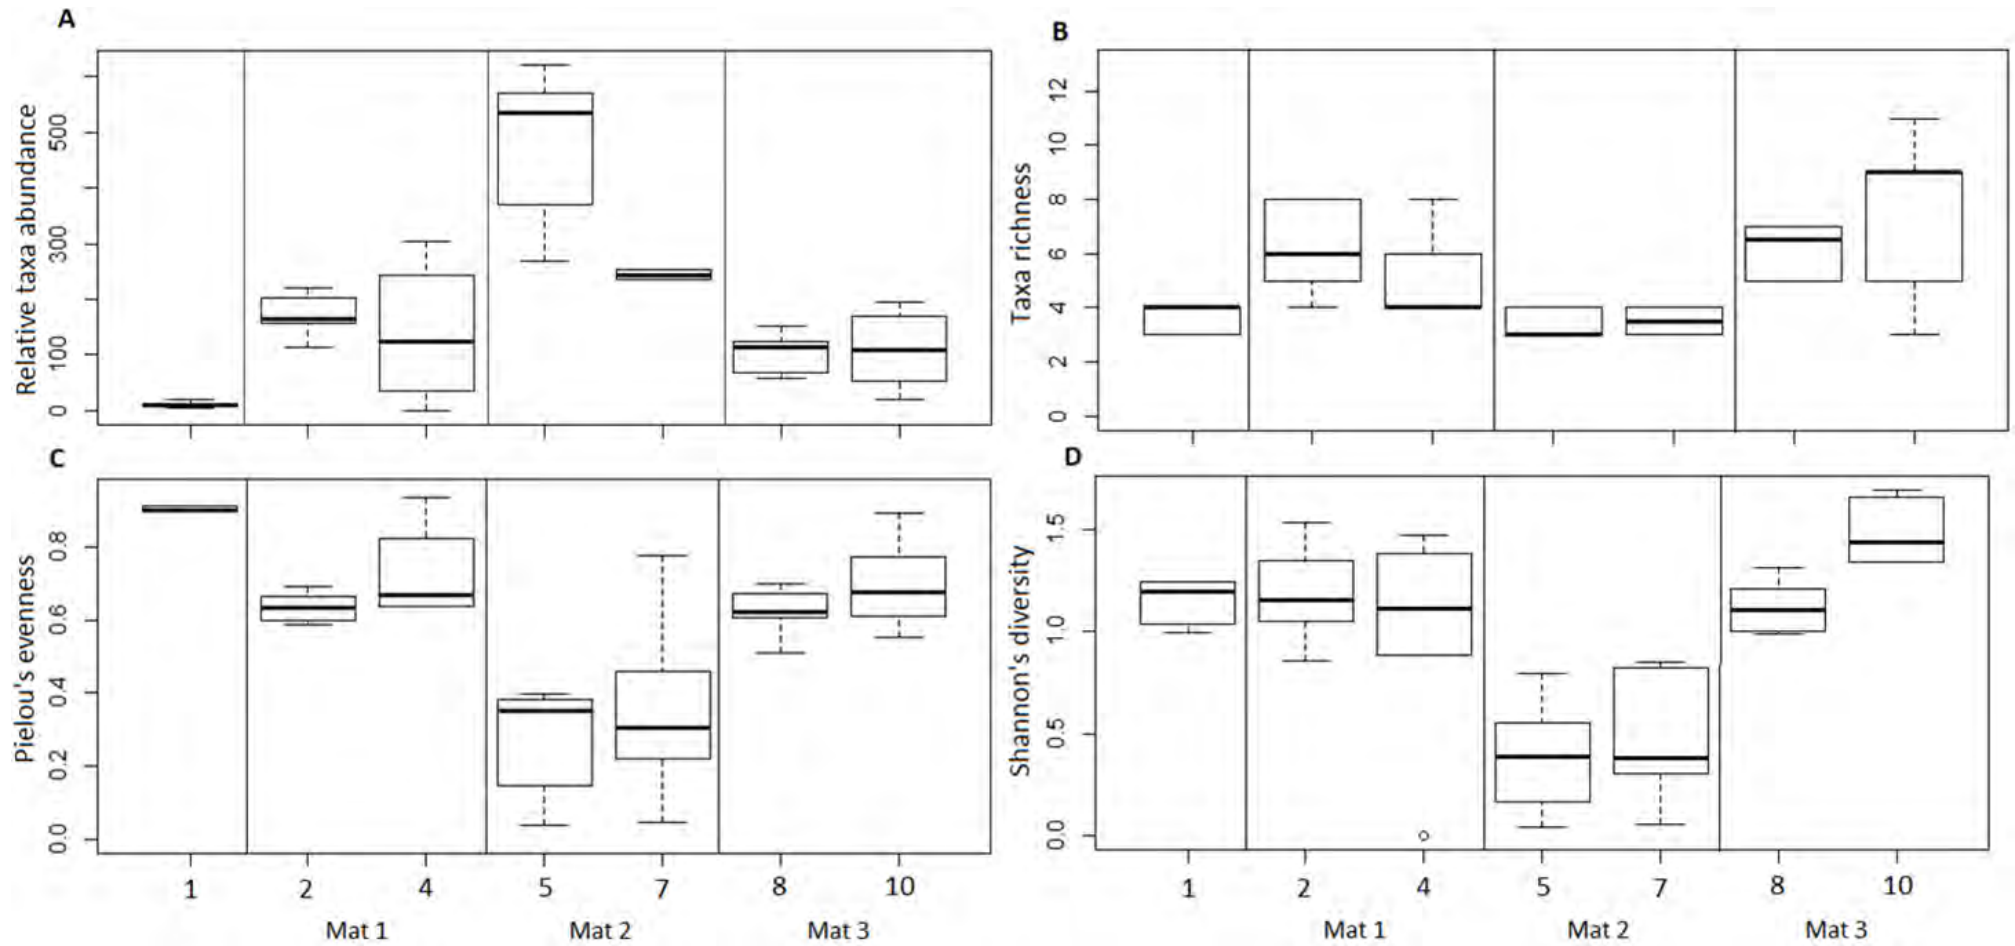 A
Relative taxa abundance
0
100
300
500
B
Taxa richness
0
2
4
6
8
10
12
C
Pielou's evenness
0.0
0.2
0.4
0.6
0.8
1 2 4 5 7 8 10
Mat 1 Mat 2 Mat 3
D
Shannon's diversity
0.0
0.5
1.0
1.5
1 2 4 5 7 8 10
Mat 1 Mat 2 Mat 3